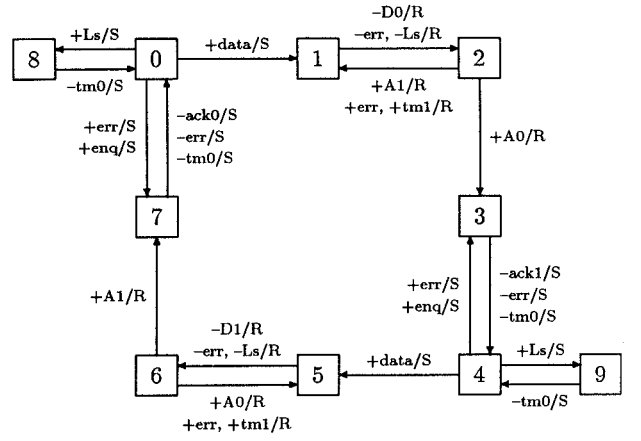 -D0/R
+Ls/S +data/S -err, -Ls/R
8 0 1 2
-tm0/S +A1/R
+err, +tm1/R
+err/S -ack0/S
+enq/S -err/S
-tm0/S
+A0/R
7 3
+A1/R
+err/S -ack1/S
+enq/S -err/S
-tm0/S
-D1/R
-err, -Ls/R +data/S +Ls/S
6 5 4 9
+A0/R -tm0/S
+err, +tm1/R